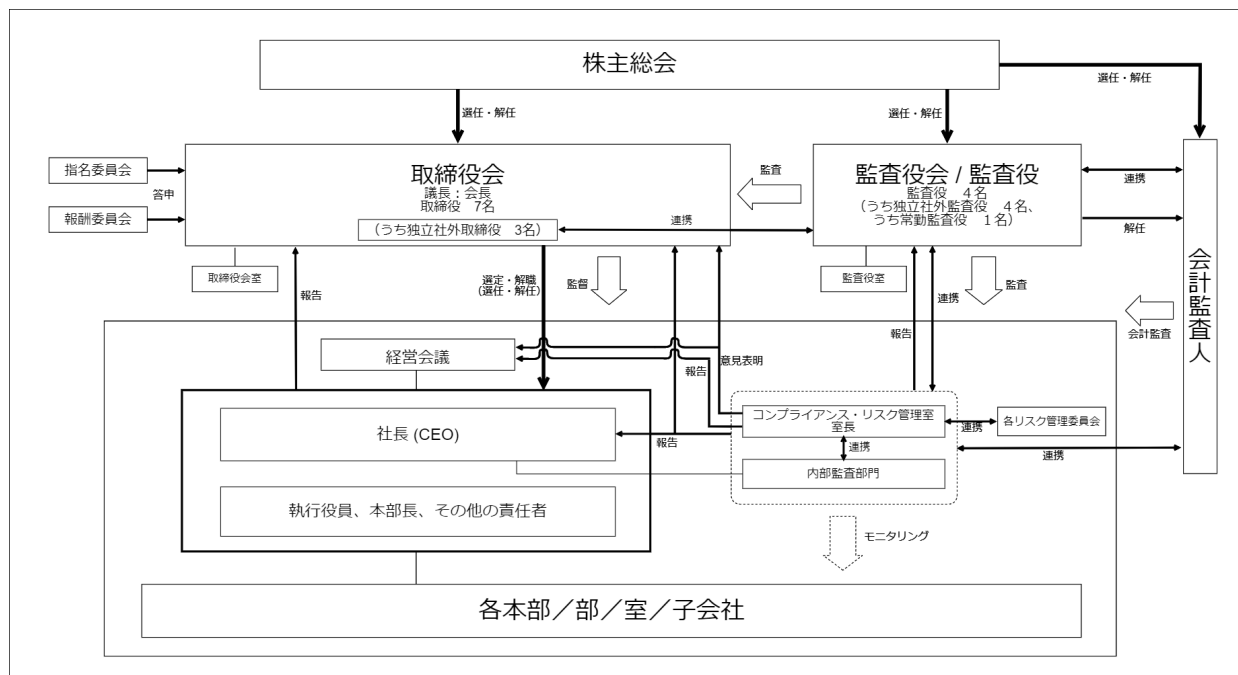 株主総会
選任・解任
選任・解任
選任・解任
指名委員会
答申
報酬委員会
取締役会
議長：会長
取締役　7名
（うち独立社外取締役　3名）
監査
連携
監査役会 / 監査役
監査役　４名
（うち独立社外監査役　４名、
うち常勤監査役　１名）
連携
解任
会計監査人
取締役会室
監査役室
報告
選定・解職
（選任・解任）
監督
連携
監査
会計監査
報告
経営会議
意見表明
報告
社長 (CEO)
報告
コンプライアンス・リスク管理室
室長
連携
各リスク管理委員会
連携
内部監査部門
連携
執行役員、本部長、その他の責任者
モニタリング
各本部／部／室／子会社